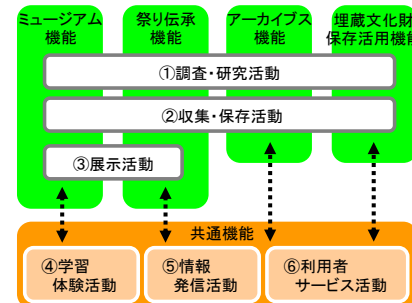 ミュージアム
機能
祭り伝承
機能
アーカイブス
機能
埋蔵文化財
保存活用機能
①調査・研究活動
②収集・保存活動
③展示活動
共通機能
④学習
体験活動
⑤情報
発信活動
⑥利用者
サービス活動